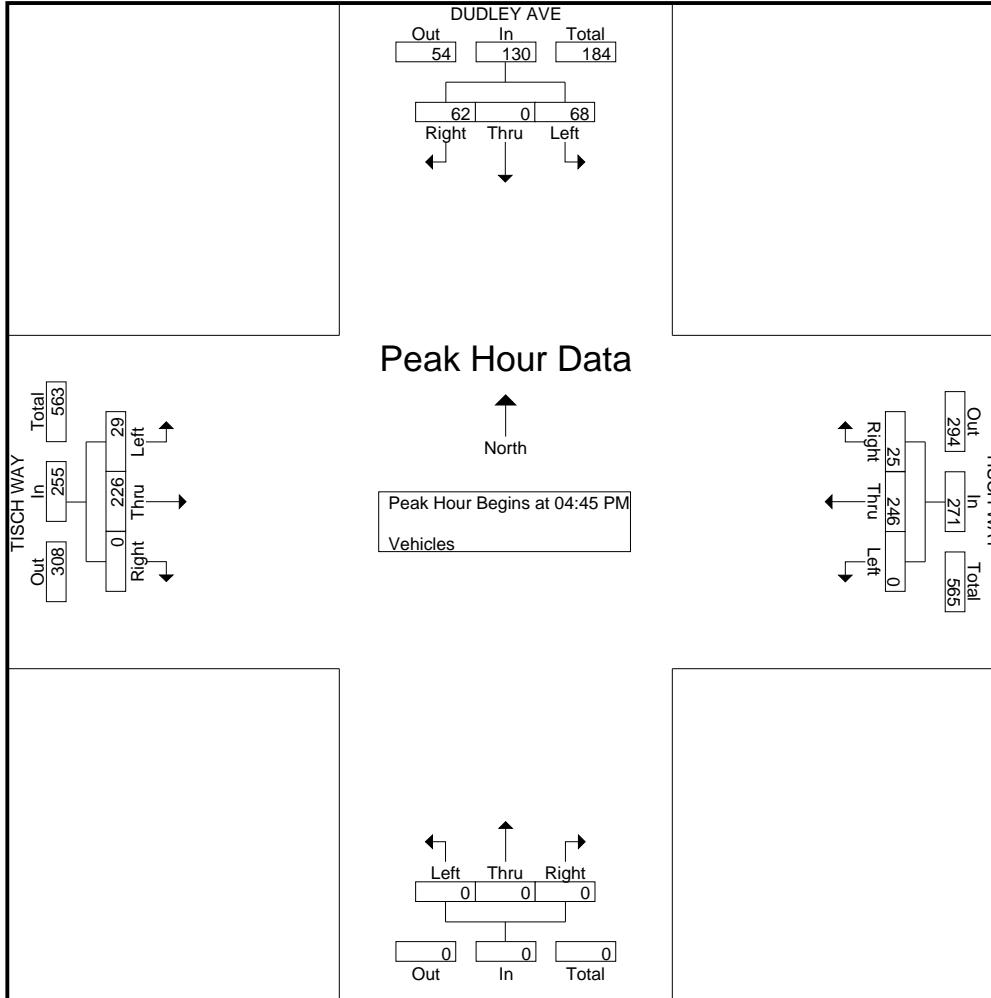 DUDLEY AVE
Out In Total
54 130 184
62 0 68
Right Thru Left
Peak Hour Data
North
Peak Hour Begins at 04:45 PM
Vehicles
TISCH WAY
Out In Total
308 255 563
Right Thru Left
0 226 29
Out In Total
294 271 565
Right Thru Left
25 246 0
Left Thru Right
0 0 0
0 0 0
Out In Total